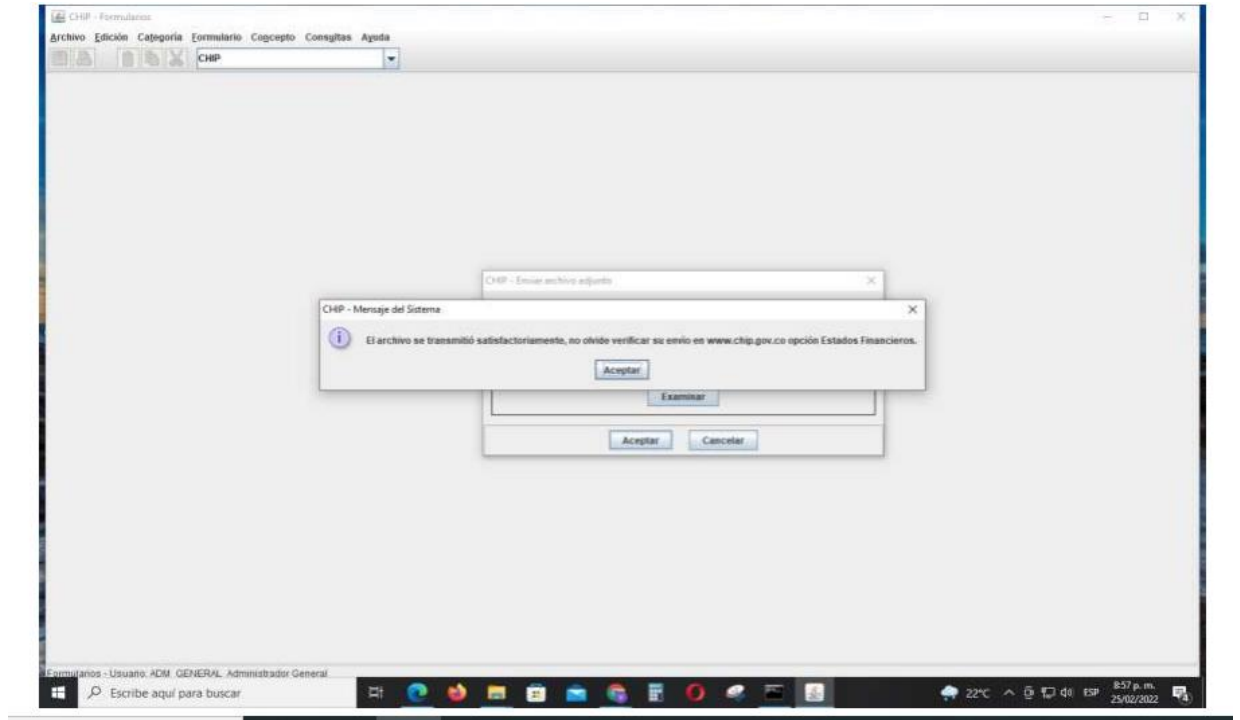 CHIP - Formularios
Archivo Edición Categoría Formulario Concepto Consultas Ayuda
CHIP
CHIP - Enviar archivo adjunto
CHIP - Mensaje del Sistema
El archivo se transmitió satisfactoriamente, no olvide verificar su envio en www.chip.gov.co opción Estados Financieros.
Aceptar
Examinar
Aceptar Cancelar
Formularios - Usuario: ADM_GENERAL, Administrador General
Escribe aquí para buscar
22°C ESP 8:57 p. m.
25/02/2022
4